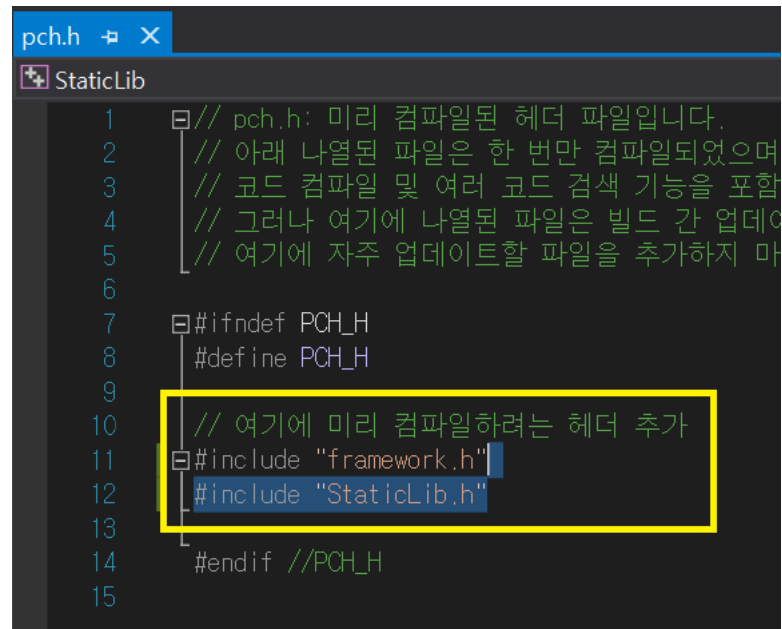 pch.h
StaticLib
1 // pch.h: 미리 컴파일된 헤더 파일입니다.
2 // 아래 나열된 파일은 한 번만 컴파일되었으며
3 // 코드 컴파일 및 여러 코드 검색 기능을 포함
4 // 그러나 여기에 나열된 파일은 빌드 간 업데이
5 // 여기에 자주 업데이트할 파일을 추가하지 마
6
7 #ifndef PCH_H
8 #define PCH_H
9
10 // 여기에 미리 컴파일하려는 헤더 추가
11 #include "framework.h"
12 #include "StaticLib.h"
13
14 #endif //PCH_H
15